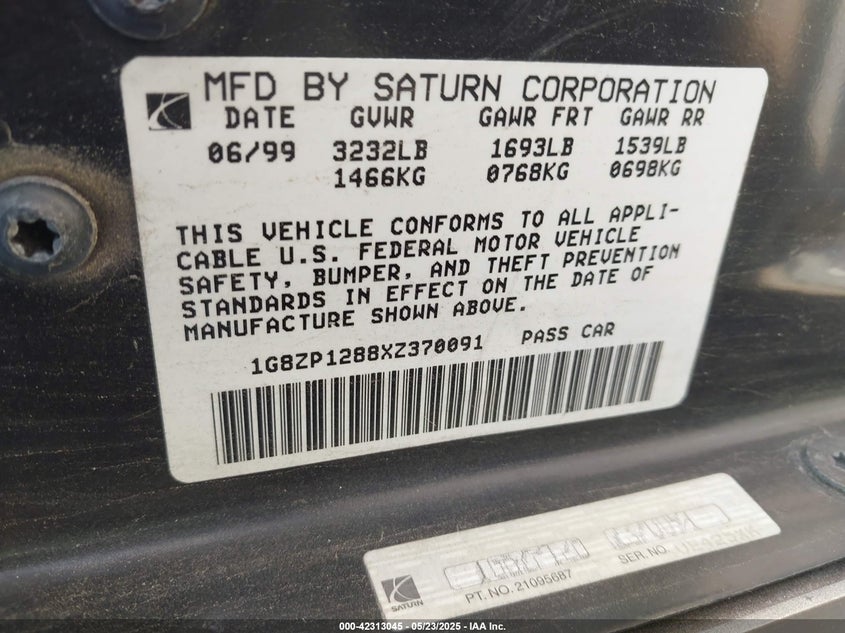 MFD BY SATURN CORPORATION
DATE GVWR GAWR FRT GAWR RR
06/99 3232LB 1693LB 1539LB
1466KG 0768KG 0698KG
THIS VEHICLE CONFORMS TO ALL APPLI-
CABLE U.S. FEDERAL MOTOR VEHICLE
SAFETY, BUMPER, AND THEFT PREVENTION
STANDARDS IN EFFECT ON THE DATE OF
MANUFACTURE SHOWN ABOVE.
1G8ZP1288XZ370091 PASS CAR
SATURN
PT. NO. 21095687 SER. NO.
000-42313045 - 05/23/2025 - IAA Inc.